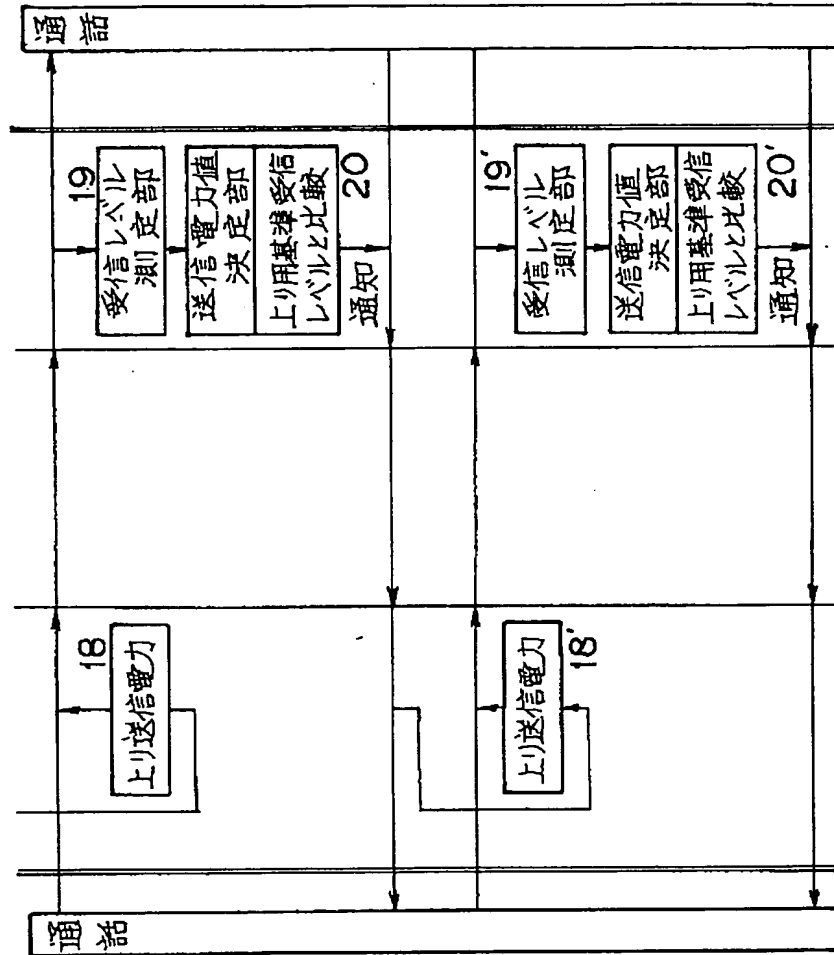 通話
19
受信レベル
測定部
送信電力値
決定部
上り用基準受信
レベルと比較
20
通知
18
上り送信電力
19'
受信レベル
測定部
送信電力値
決定部
上り用基準受信
レベルと比較
20'
通知
上り送信電力
18'
通話